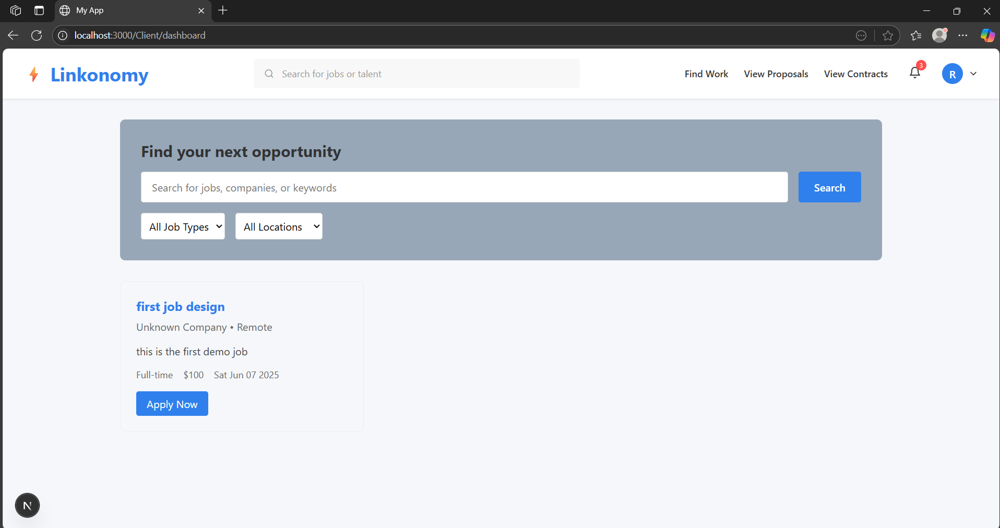 My App
localhost:3000/Client/dashboard
Linkonomy
Search for jobs or talent
Find Work View Proposals View Contracts
3
R
Find your next opportunity
Search for jobs, companies, or keywords
Search
All Job Types All Locations
first job design
Unknown Company • Remote
this is the first demo job
Full-time $100 Sat Jun 07 2025
Apply Now
N